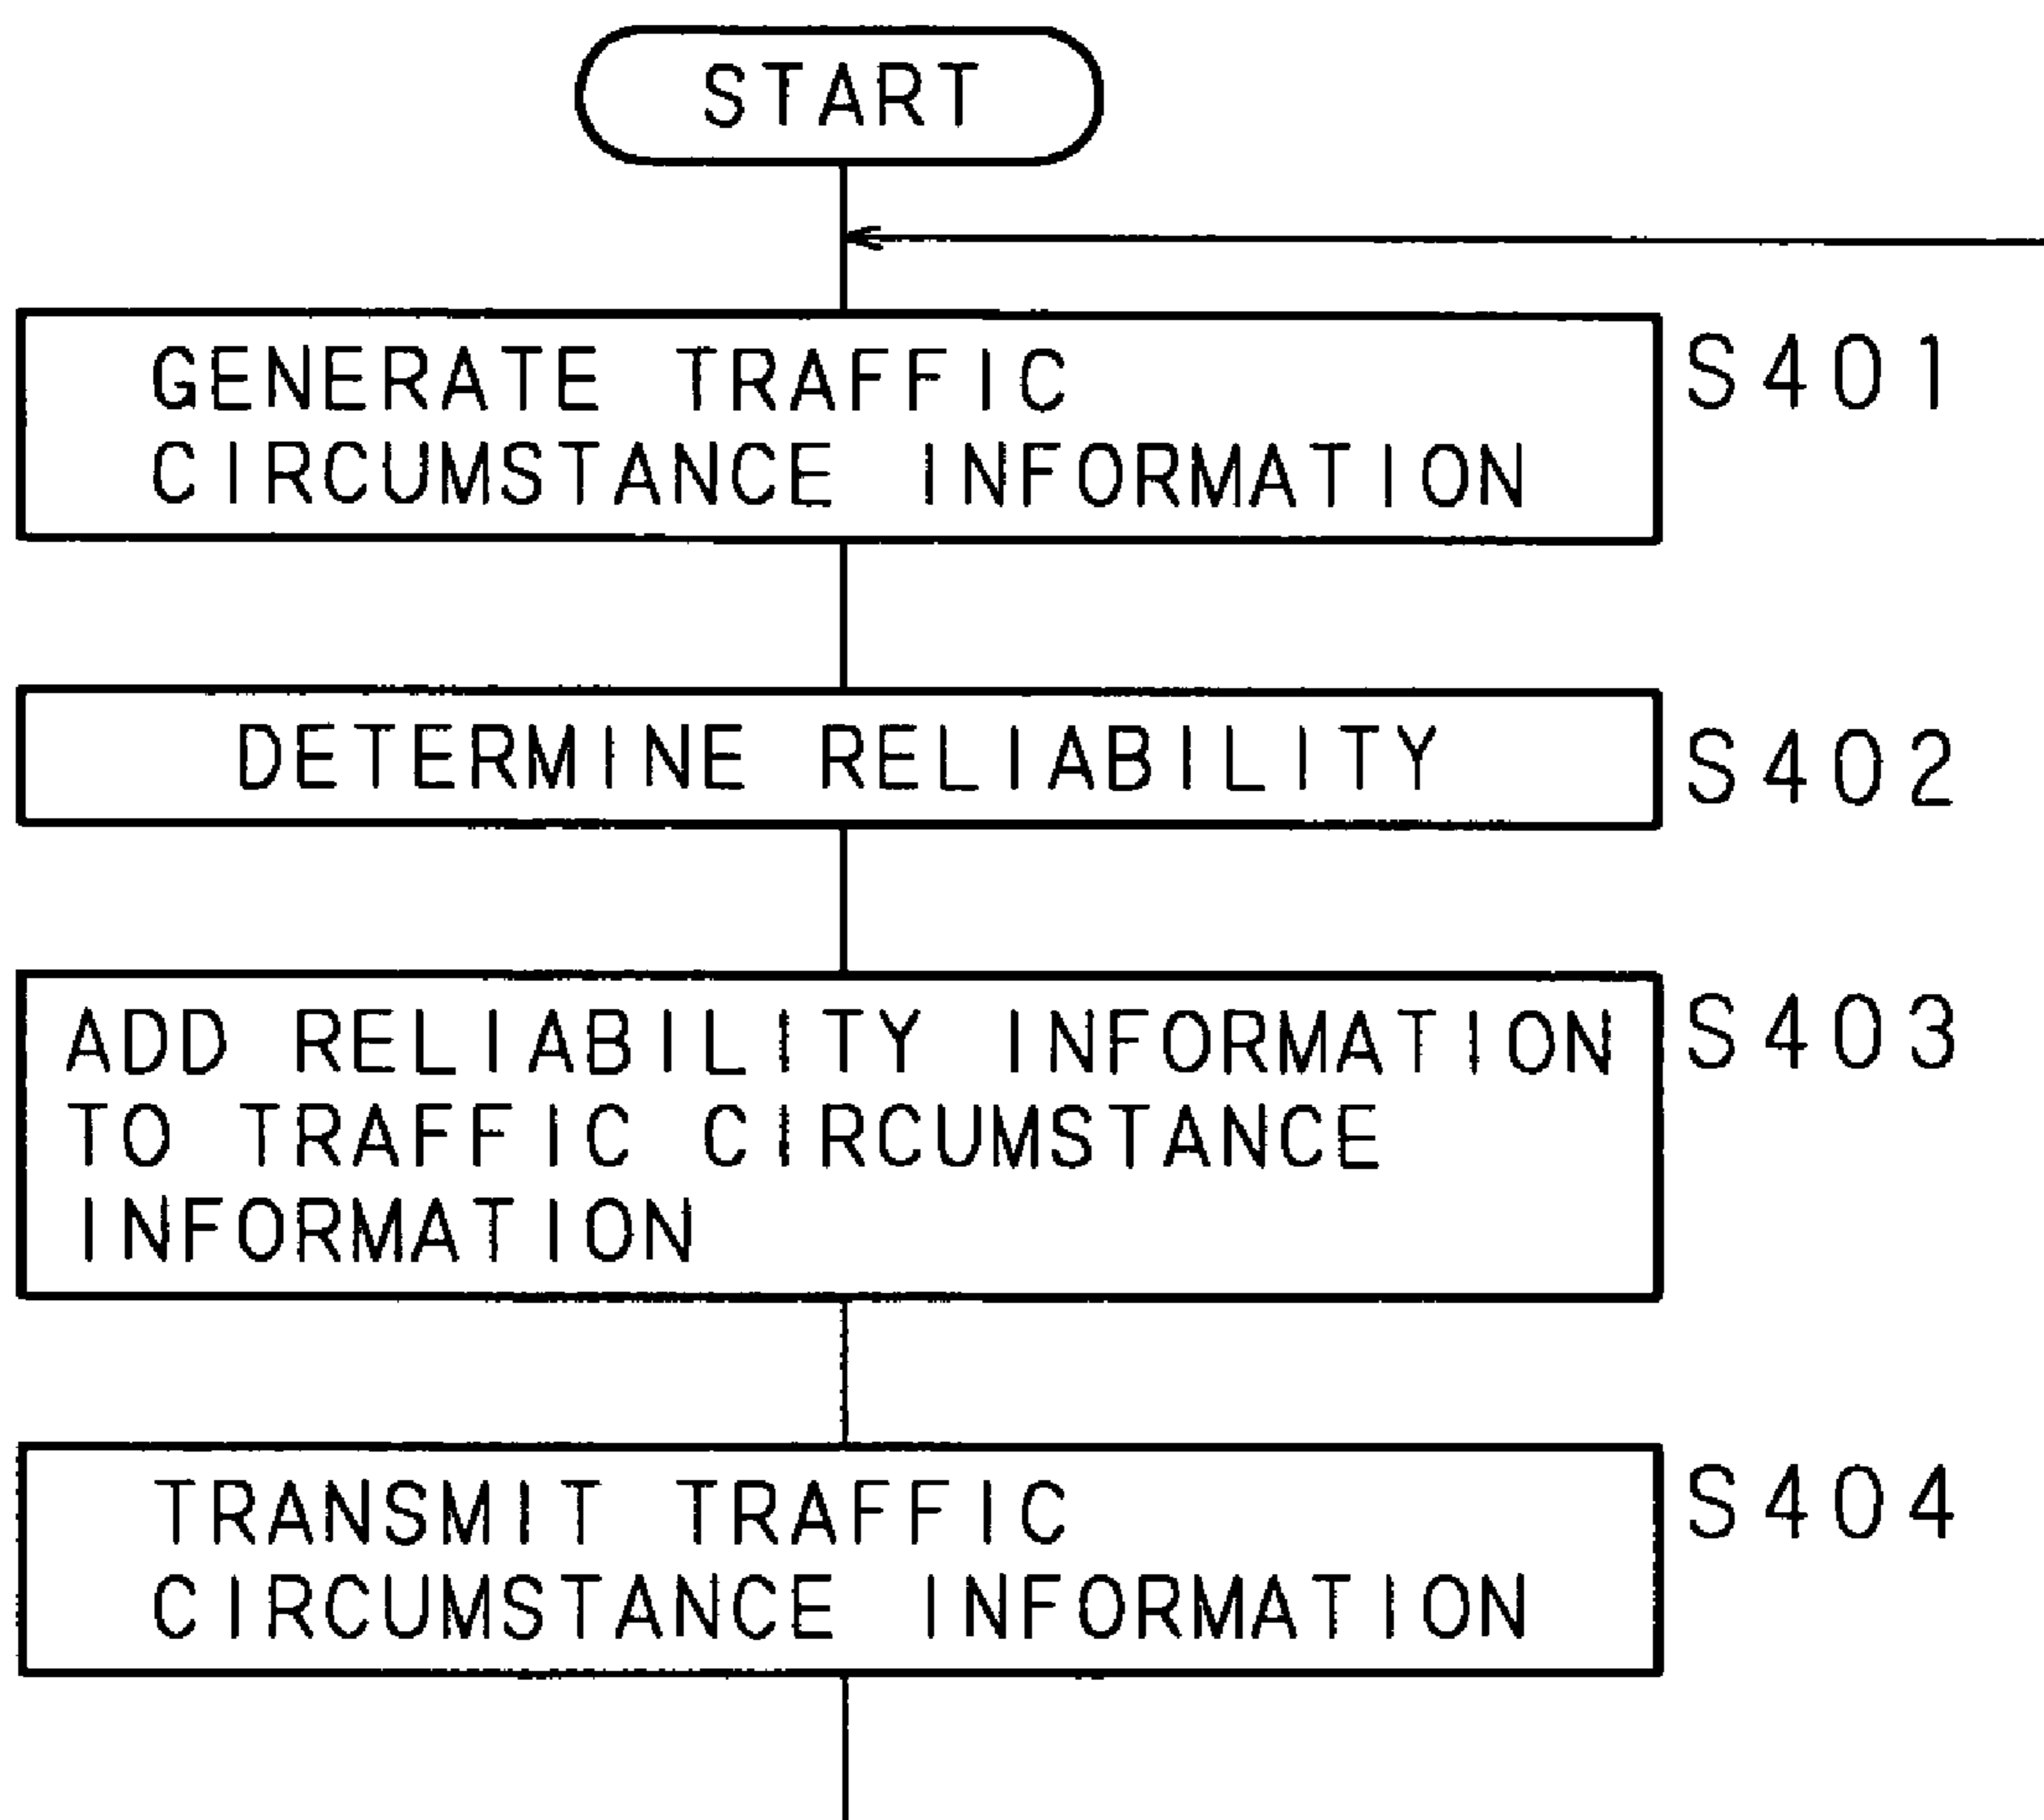 START
GENERATE TRAFFIC
CIRCUMSTANCE INFORMATION
S401
DETERMINE RELIABILITY
S402
ADD RELIABILITY INFORMATION
TO TRAFFIC CIRCUMSTANCE
INFORMATION
S403
TRANSMIT TRAFFIC
CIRCUMSTANCE INFORMATION
S404